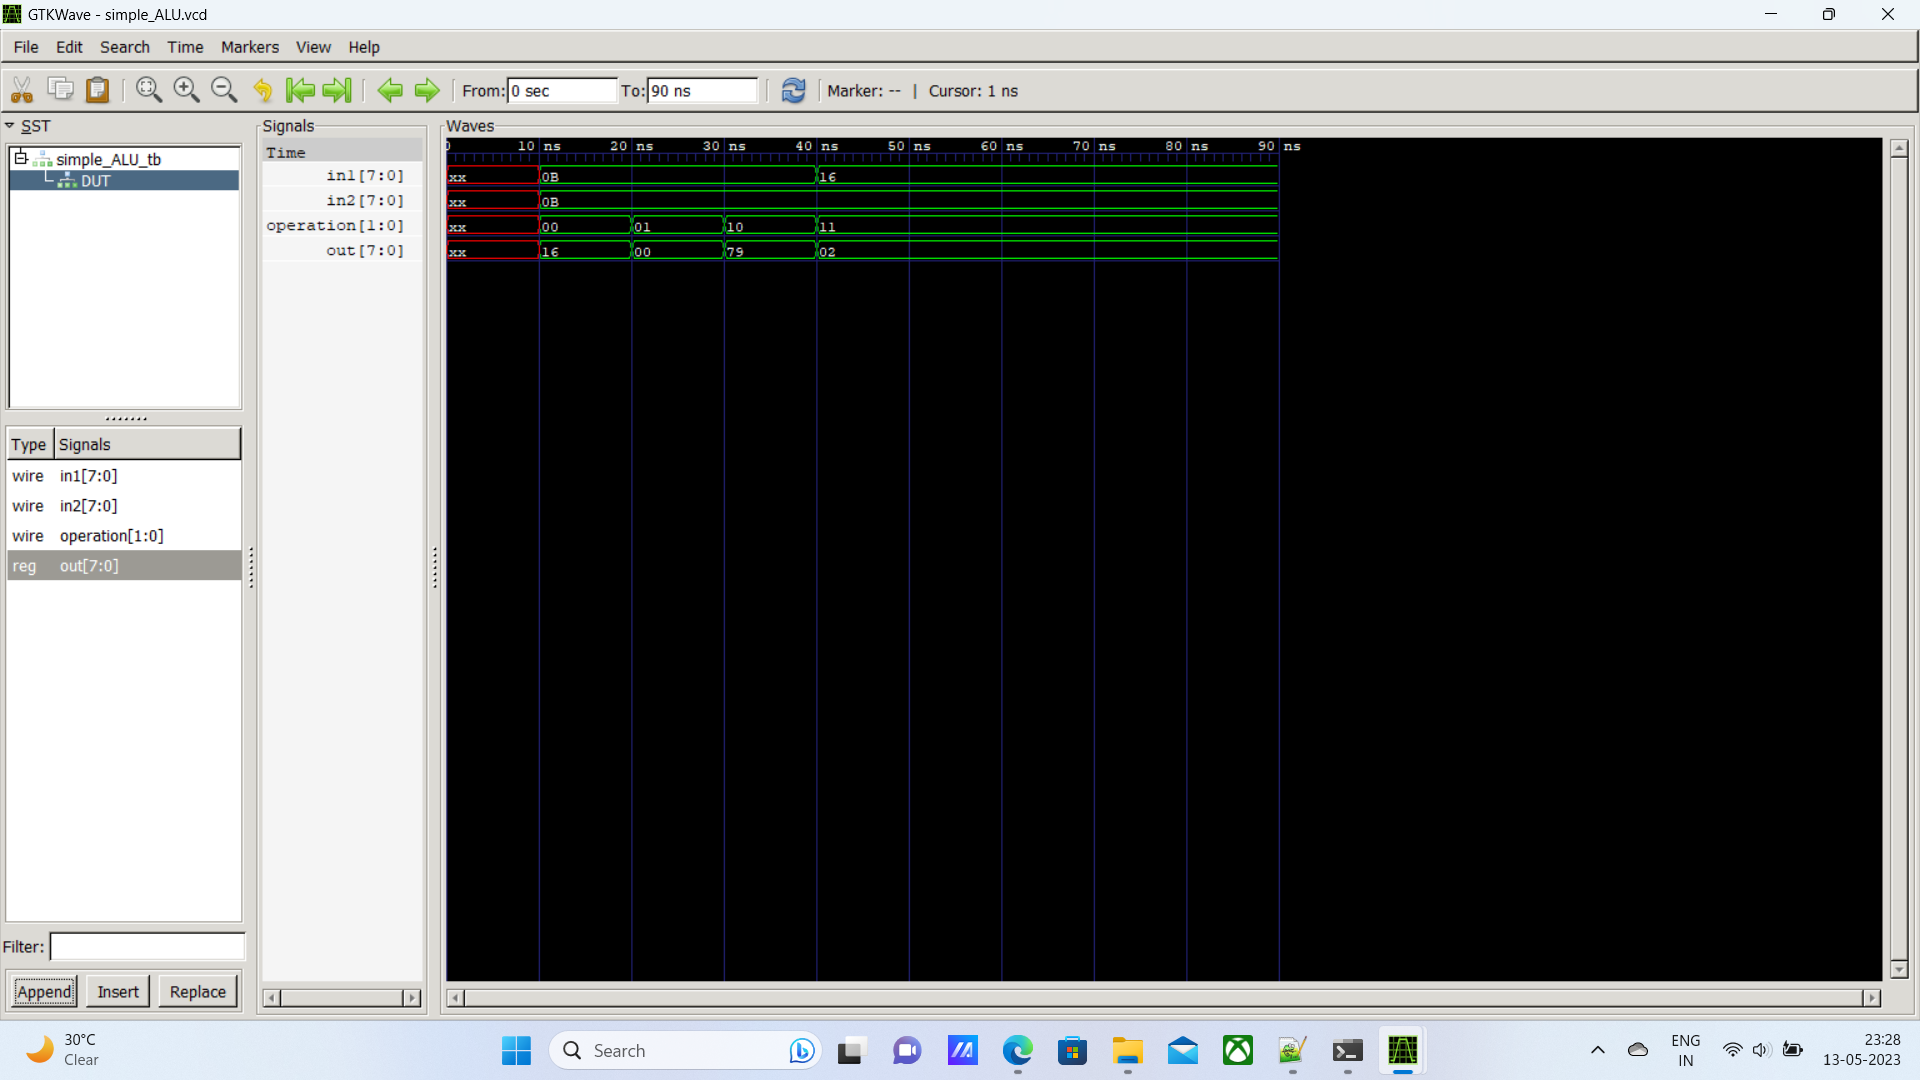 GTKWave - simple_ALU.vcd
File Edit Search Time Markers View Help
From: 0 sec To: 90 ns Marker: -- | Cursor: 1 ns
SST
simple_ALU_tb
DUT
Type Signals
wire in1[7:0]
wire in2[7:0]
wire operation[1:0]
reg out[7:0]
Filter:
Append Insert Replace
Signals
Time
in1[7:0]
in2[7:0]
operation[1:0]
out[7:0]
Waves
0 10 ns 20 ns 30 ns 40 ns 50 ns 60 ns 70 ns 80 ns 90 ns
xx 0B 16
xx 0B
xx 00 01 10 11
xx 16 00 79 02
30°C
Clear
Search
ENG
IN
23:28
13-05-2023